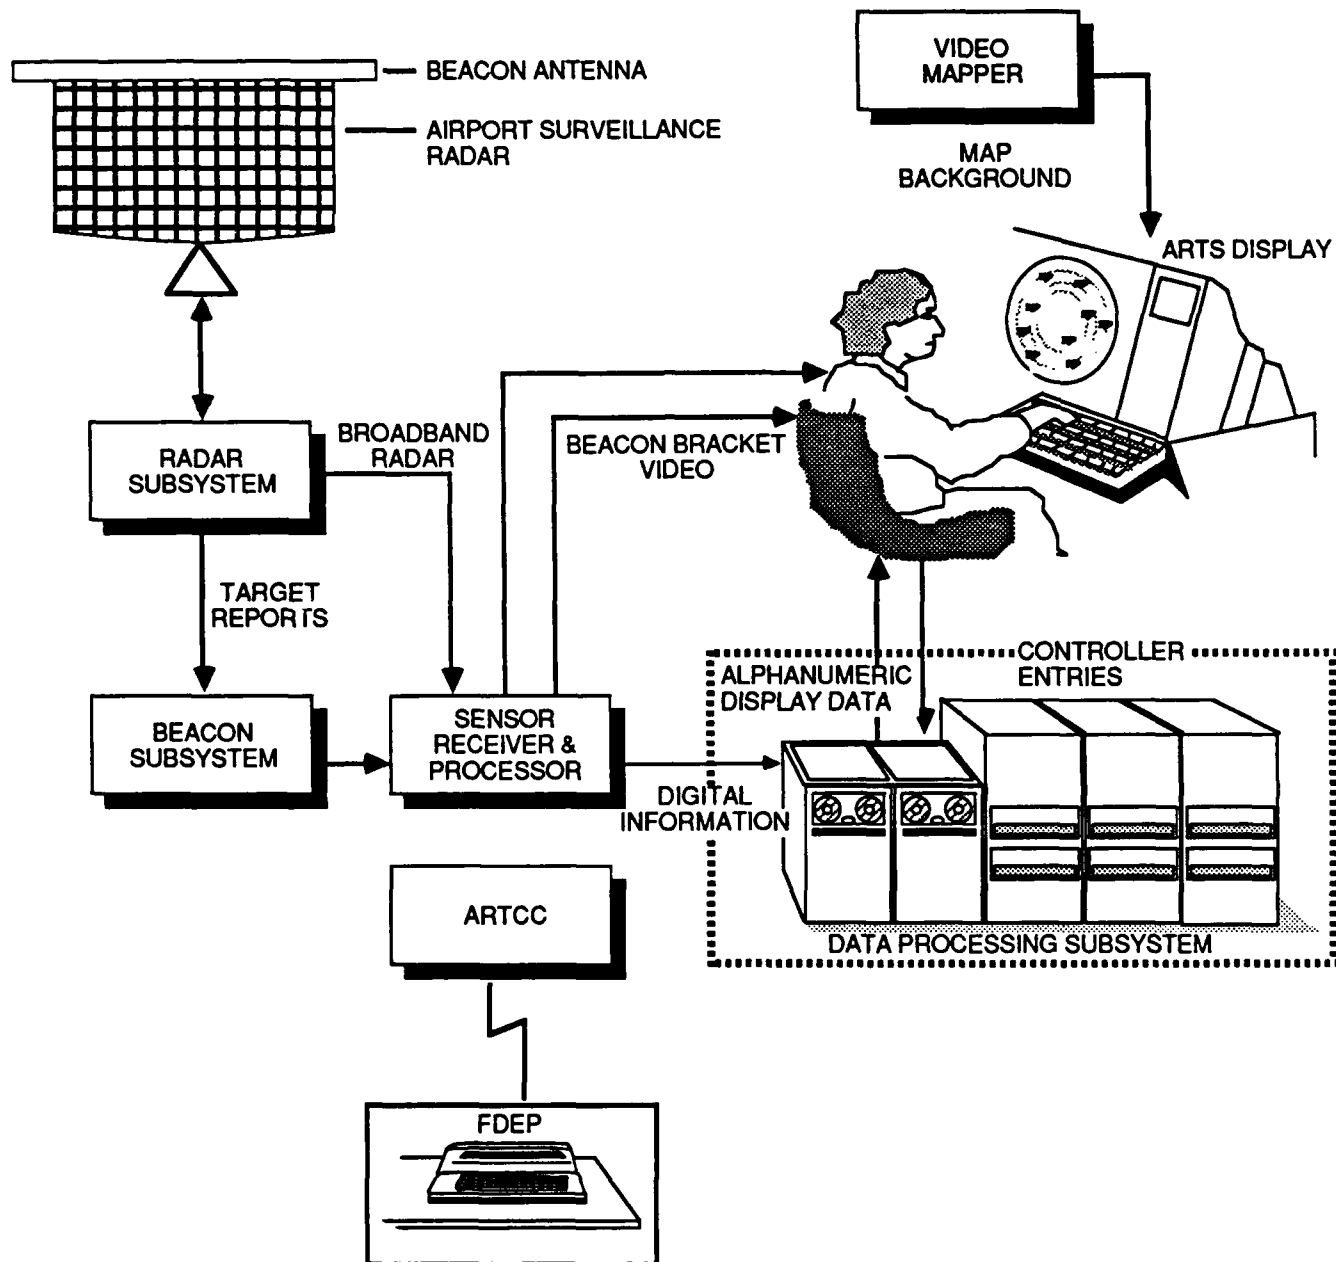 VIDEO
MAPPER
BEACON ANTENNA
AIRPORT SURVEILLANCE
RADAR
MAP
BACKGROUND
ARTS DISPLAY
BROADBAND
RADAR
RADAR
SUBSYSTEM
BEACON BRACKET
VIDEO
TARGET
REPORTS
CONTROLLER
ENTRIES
ALPHANUMERIC
DISPLAY DATA
BEACON
SUBSYSTEM
SENSOR
RECEIVER &
PROCESSOR
DIGITAL
INFORMATION
DATA PROCESSING SUBSYSTEM
ARTCC
FDEP